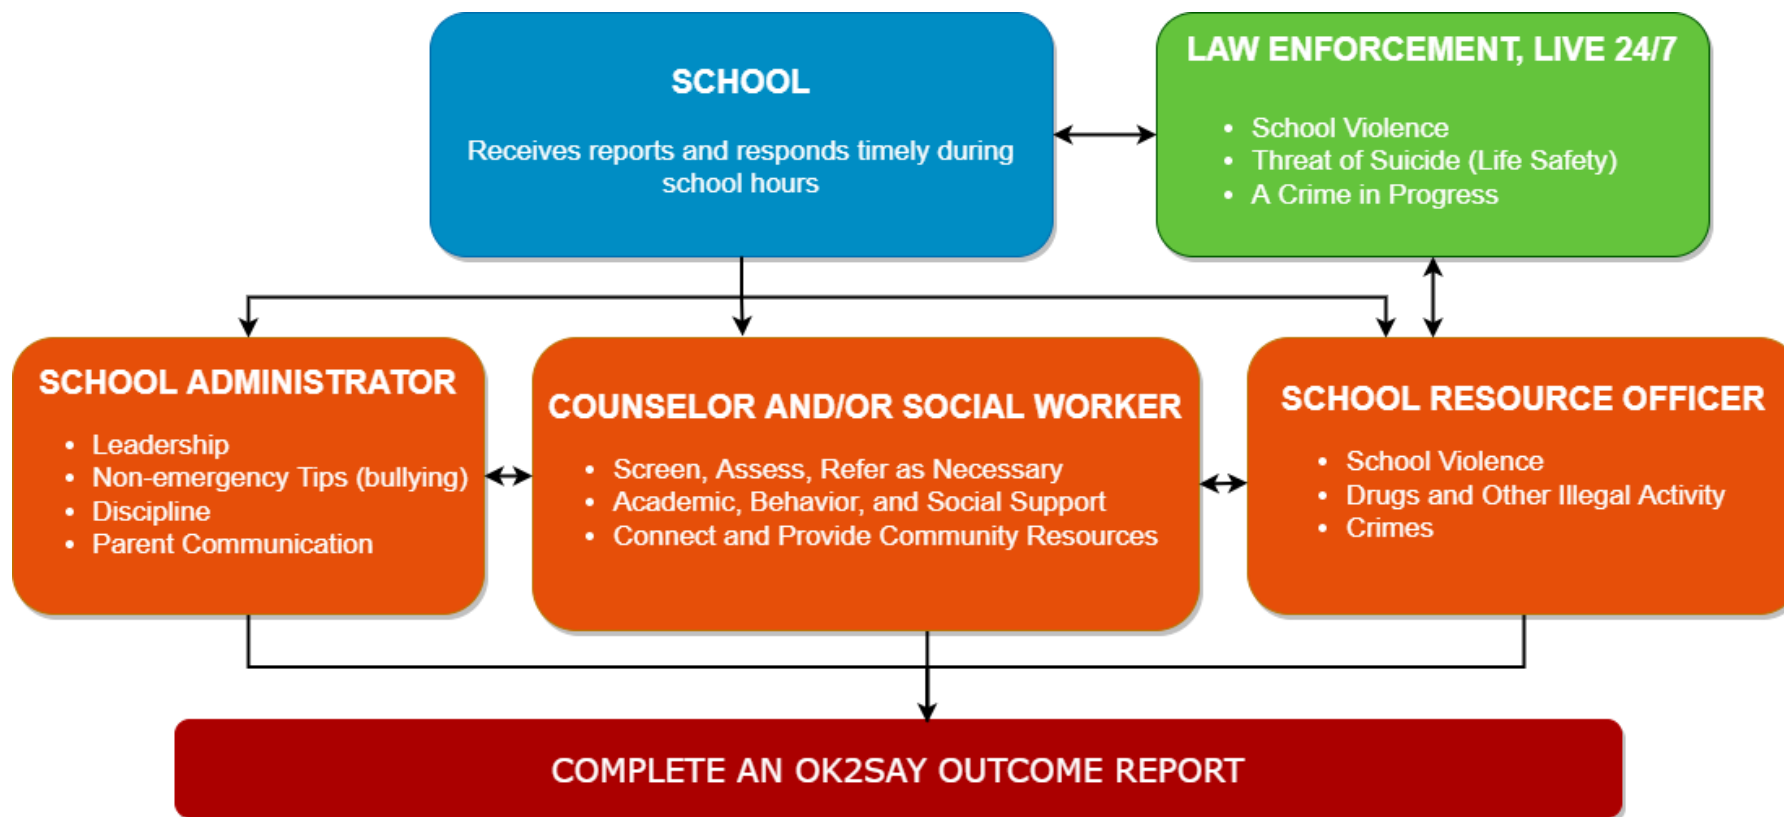 SCHOOL
Receives reports and responds timely during
school hours
LAW ENFORCEMENT, LIVE 24/7
• School Violence
• Threat of Suicide (Life Safety)
• A Crime in Progress
SCHOOL ADMINISTRATOR
• Leadership
• Non-emergency Tips (bullying)
• Discipline
• Parent Communication
COUNSELOR AND/OR SOCIAL WORKER
• Screen, Assess, Refer as Necessary
• Academic, Behavior, and Social Support
• Connect and Provide Community Resources
SCHOOL RESOURCE OFFICER
• School Violence
• Drugs and Other Illegal Activity
• Crimes
COMPLETE AN OK2SAY OUTCOME REPORT